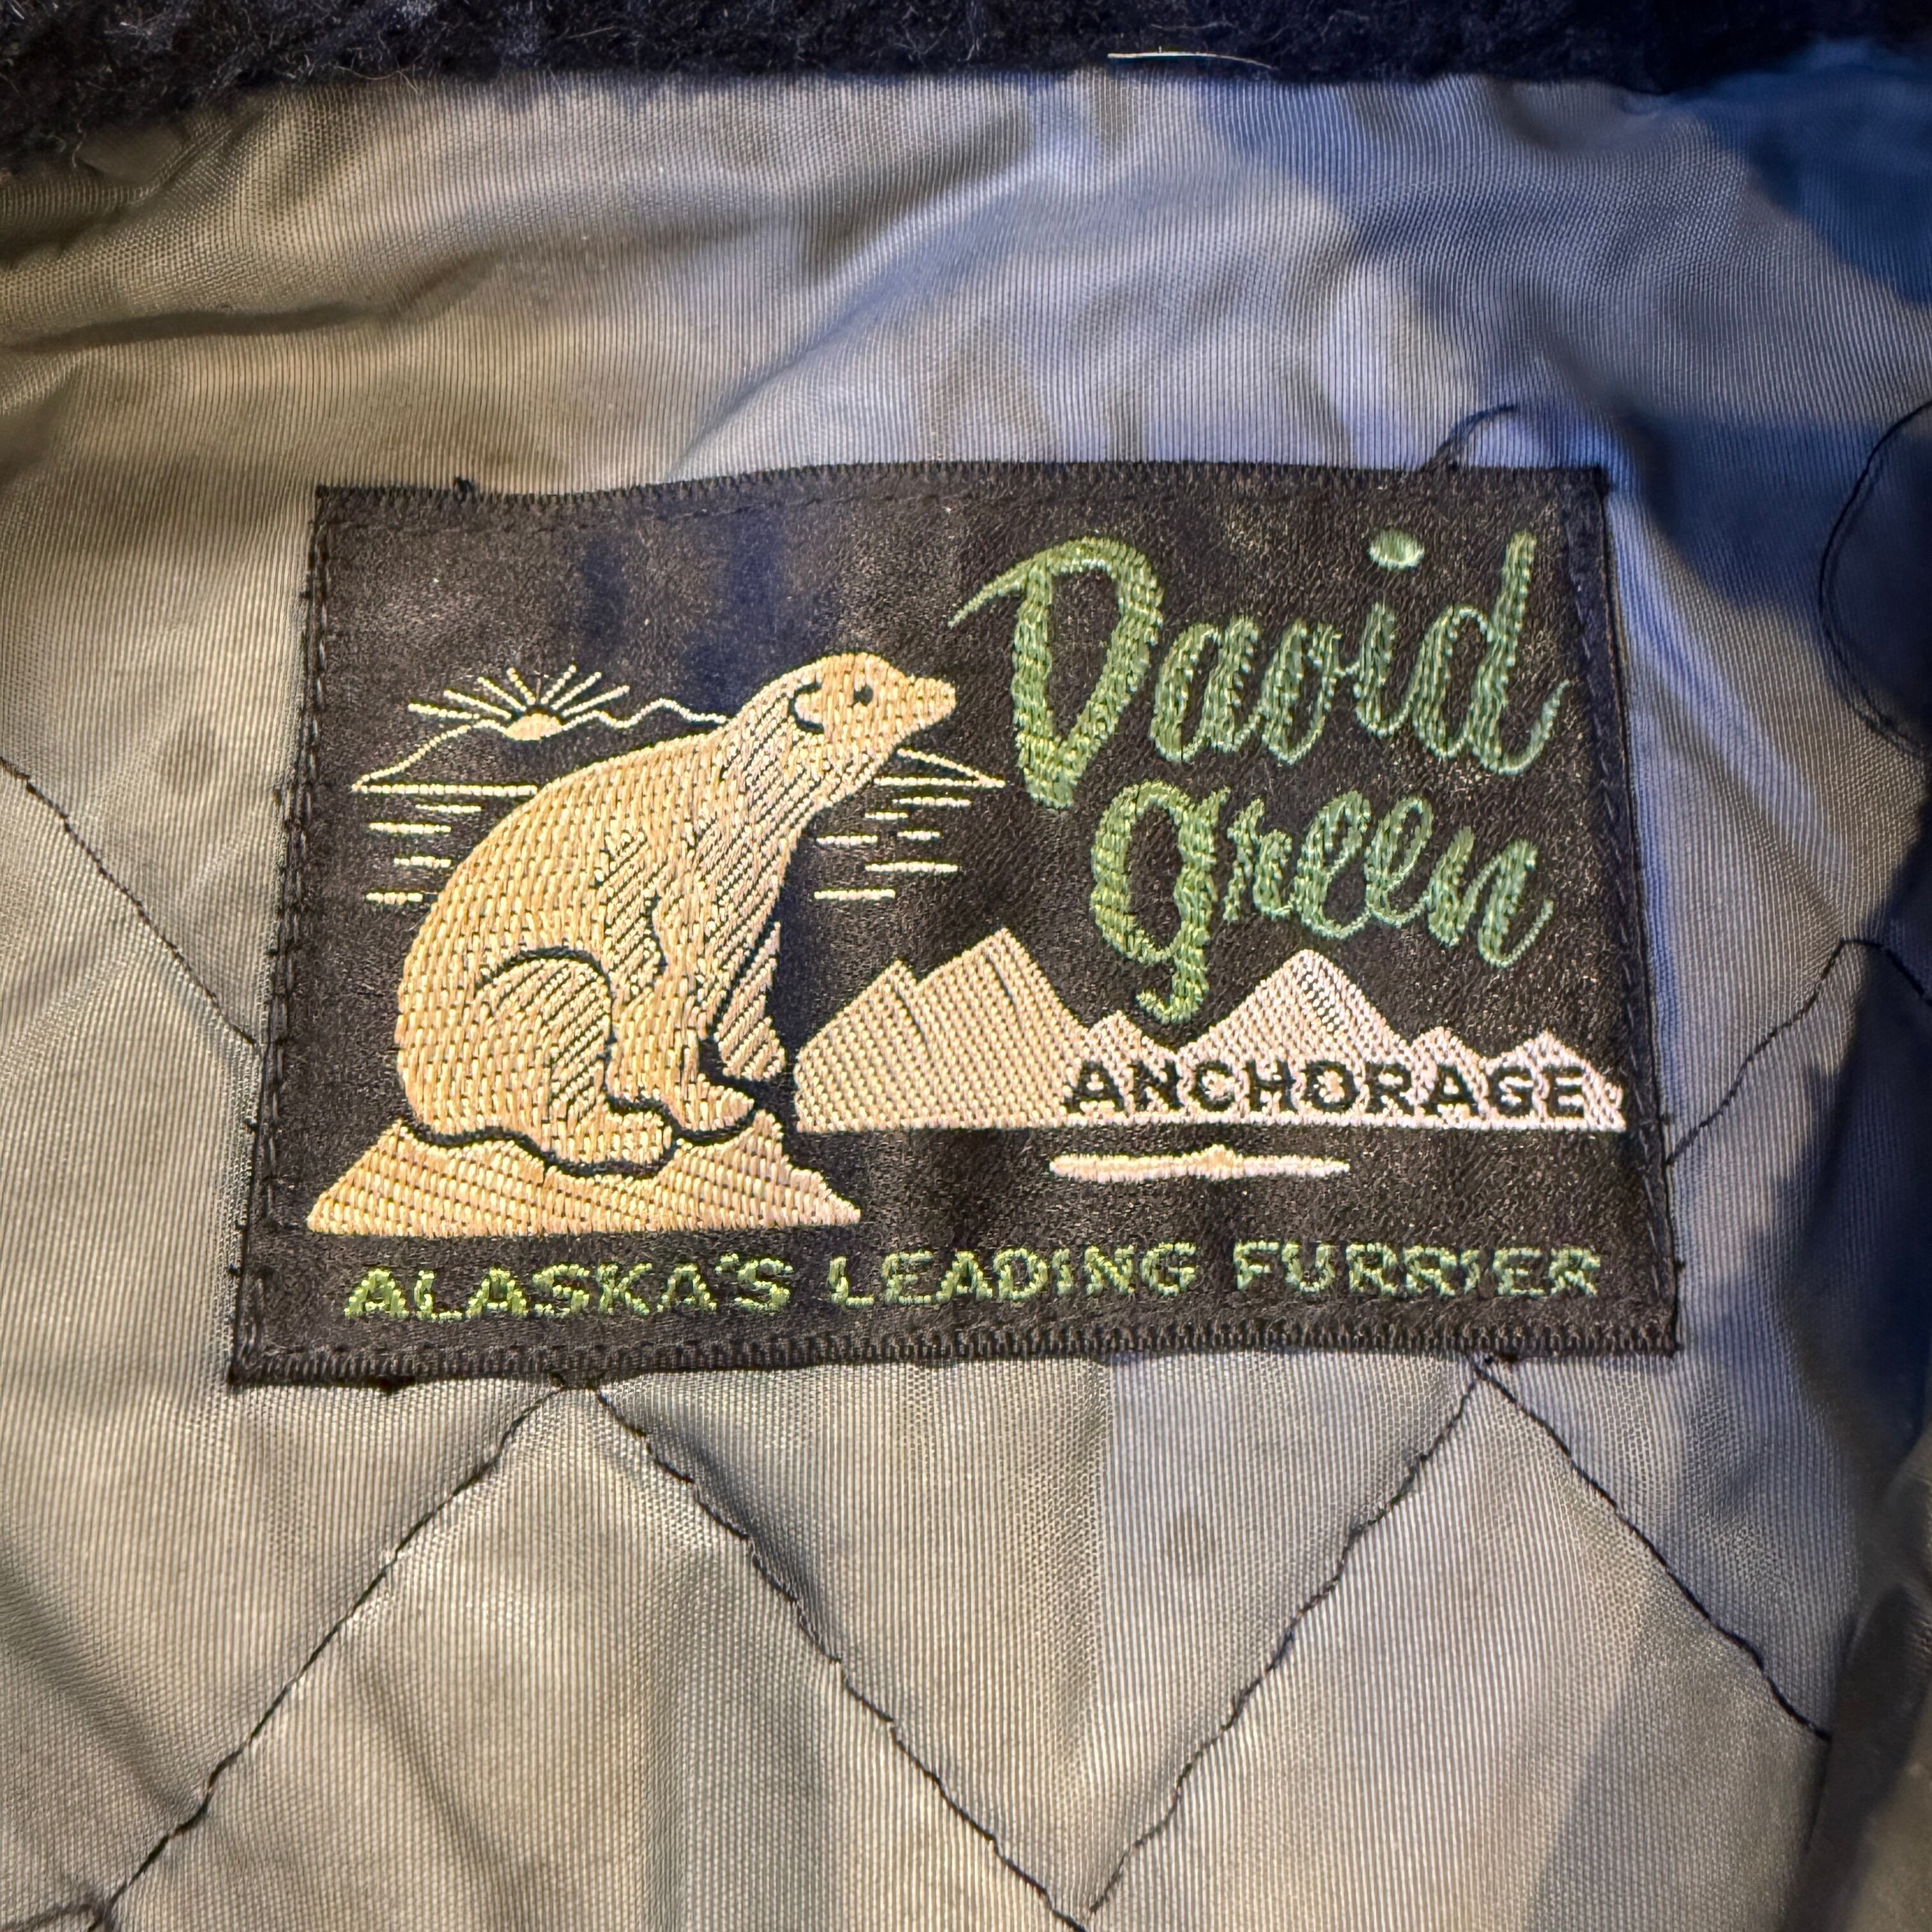 David
green
ANCHORAGE
ALASKA'S LEADING FURRIER